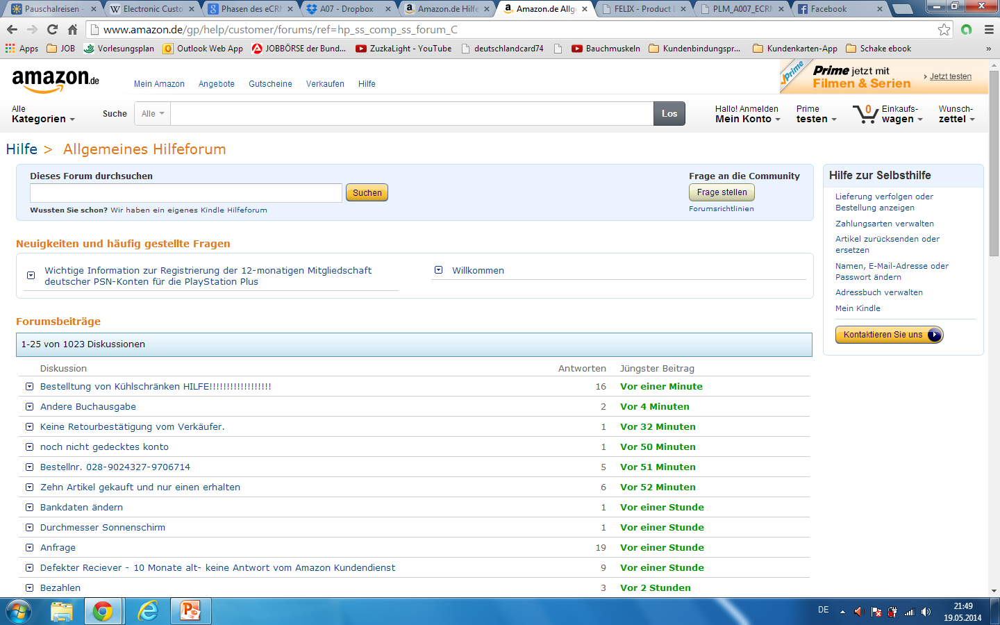 Pauschalreisen -
Electronic Custo
Phasen des eCRM
A07 - Dropbox
Amazon.de Hilfe
Amazon.de Allg
FELIX - Product
PLM_A007_ECRM
Facebook
www.amazon.de/gp/help/customer/forums/ref=hp_ss_comp_ss_forum_C
Apps
JOB
Vorlesungsplan
Outlook Web App
JOBBÖRSE der Bund...
ZuzkaLight - YouTube
deutschlandcard74
Bauchmuskeln
Kundenbindungspr...
Kundenkarten-App
Schake ebook
»
amazon.de
Mein Amazon
Angebote
Gutscheine
Verkaufen
Hilfe
Prime
Prime jetzt mit
Filmen & Serien
› Jetzt testen
Alle
Kategorien
Suche
Alle
Los
Hallo! Anmelden
Mein Konto
Prime
testen
0
Einkaufs-
wagen
Wunsch-
zettel
Hilfe > Allgemeines Hilfeforum
Dieses Forum durchsuchen
Suchen
Wussten Sie schon? Wir haben ein eigenes Kindle Hilfeforum
Frage an die Community
Frage stellen
Forumsrichtlinien
Neuigkeiten und häufig gestellte Fragen
Wichtige Information zur Registrierung der 12-monatigen Mitgliedschaft
deutscher PSN-Konten für die PlayStation Plus
Willkommen
Hilfe zur Selbsthilfe
Lieferung verfolgen oder
Bestellung anzeigen
Zahlungsarten verwalten
Artikel zurücksenden oder
ersetzen
Namen, E-Mail-Adresse oder
Passwort ändern
Adressbuch verwalten
Mein Kindle
Kontaktieren Sie uns
Forumsbeiträge
1-25 von 1023 Diskussionen
Diskussion Antworten Jüngster Beitrag
Bestelltung von Kühlschränken HILFE!!!!!!!!!!!!!!!!!! 16 Vor einer Minute
Andere Buchausgabe 2 Vor 4 Minuten
Keine Retourbestätigung vom Verkäufer. 1 Vor 32 Minuten
noch nicht gedecktes konto 1 Vor 50 Minuten
Bestellnr. 028-9024327-9706714 5 Vor 51 Minuten
Zehn Artikel gekauft und nur einen erhalten 6 Vor 52 Minuten
Bankdaten ändern 1 Vor einer Stunde
Durchmesser Sonnenschirm 1 Vor einer Stunde
Anfrage 19 Vor einer Stunde
Defekter Reciever - 10 Monate alt- keine Antwort vom Amazon Kundendienst 9 Vor einer Stunde
Bezahlen 3 Vor 2 Stunden
DE
21:49
19.05.2014